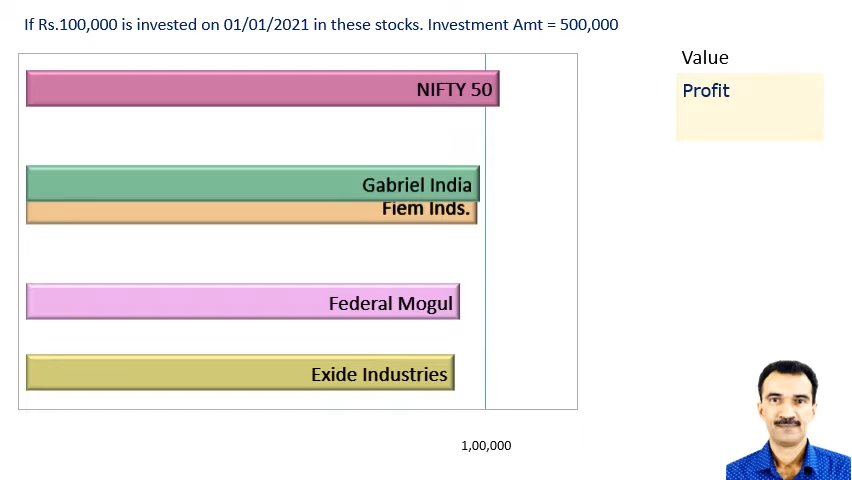 If Rs.100,000 is invested on 01/01/2021 in these stocks. Investment Amt = 500,000
Value
Profit
NIFTY 50
Gabriel India
Fiem Inds.
Federal Mogul
Exide Industries
1,00,000